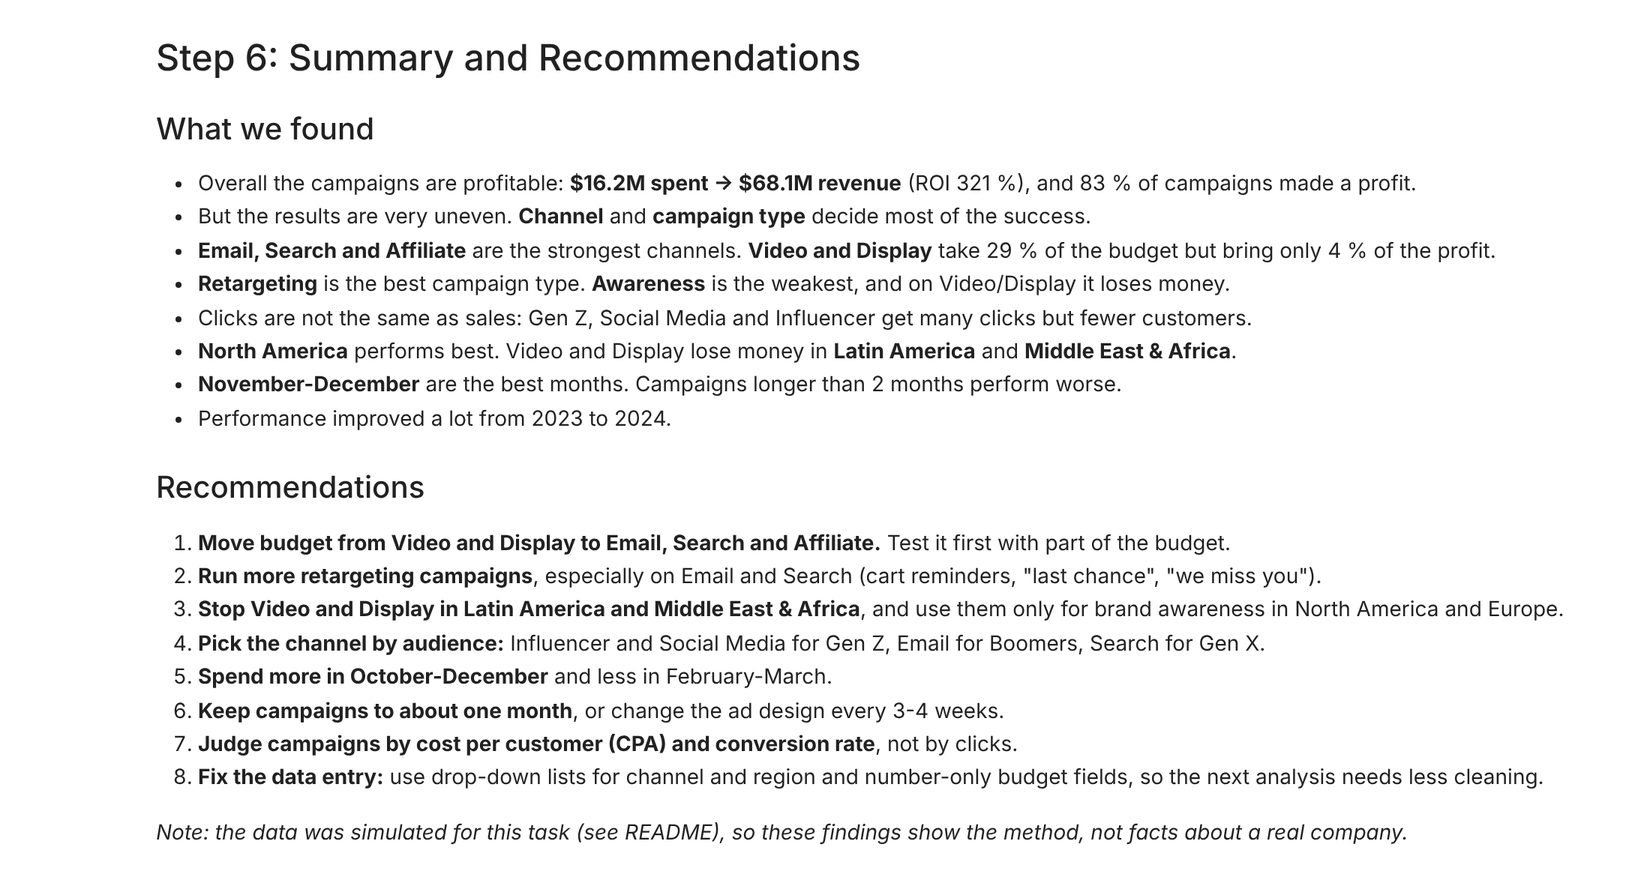 Step 6: Summary and Recommendations
What we found
• Overall the campaigns are profitable: $16.2M spent → $68.1M revenue (ROI 321 %), and 83 % of campaigns made a profit.
• But the results are very uneven. Channel and campaign type decide most of the success.
• Email, Search and Affiliate are the strongest channels. Video and Display take 29 % of the budget but bring only 4 % of the profit.
• Retargeting is the best campaign type. Awareness is the weakest, and on Video/Display it loses money.
• Clicks are not the same as sales: Gen Z, Social Media and Influencer get many clicks but fewer customers.
• North America performs best. Video and Display lose money in Latin America and Middle East & Africa.
• November-December are the best months. Campaigns longer than 2 months perform worse.
• Performance improved a lot from 2023 to 2024.
Recommendations
1. Move budget from Video and Display to Email, Search and Affiliate. Test it first with part of the budget.
2. Run more retargeting campaigns, especially on Email and Search (cart reminders, "last chance", "we miss you").
3. Stop Video and Display in Latin America and Middle East & Africa, and use them only for brand awareness in North America and Europe.
4. Pick the channel by audience: Influencer and Social Media for Gen Z, Email for Boomers, Search for Gen X.
5. Spend more in October-December and less in February-March.
6. Keep campaigns to about one month, or change the ad design every 3-4 weeks.
7. Judge campaigns by cost per customer (CPA) and conversion rate, not by clicks.
8. Fix the data entry: use drop-down lists for channel and region and number-only budget fields, so the next analysis needs less cleaning.
Note: the data was simulated for this task (see README), so these findings show the method, not facts about a real company.